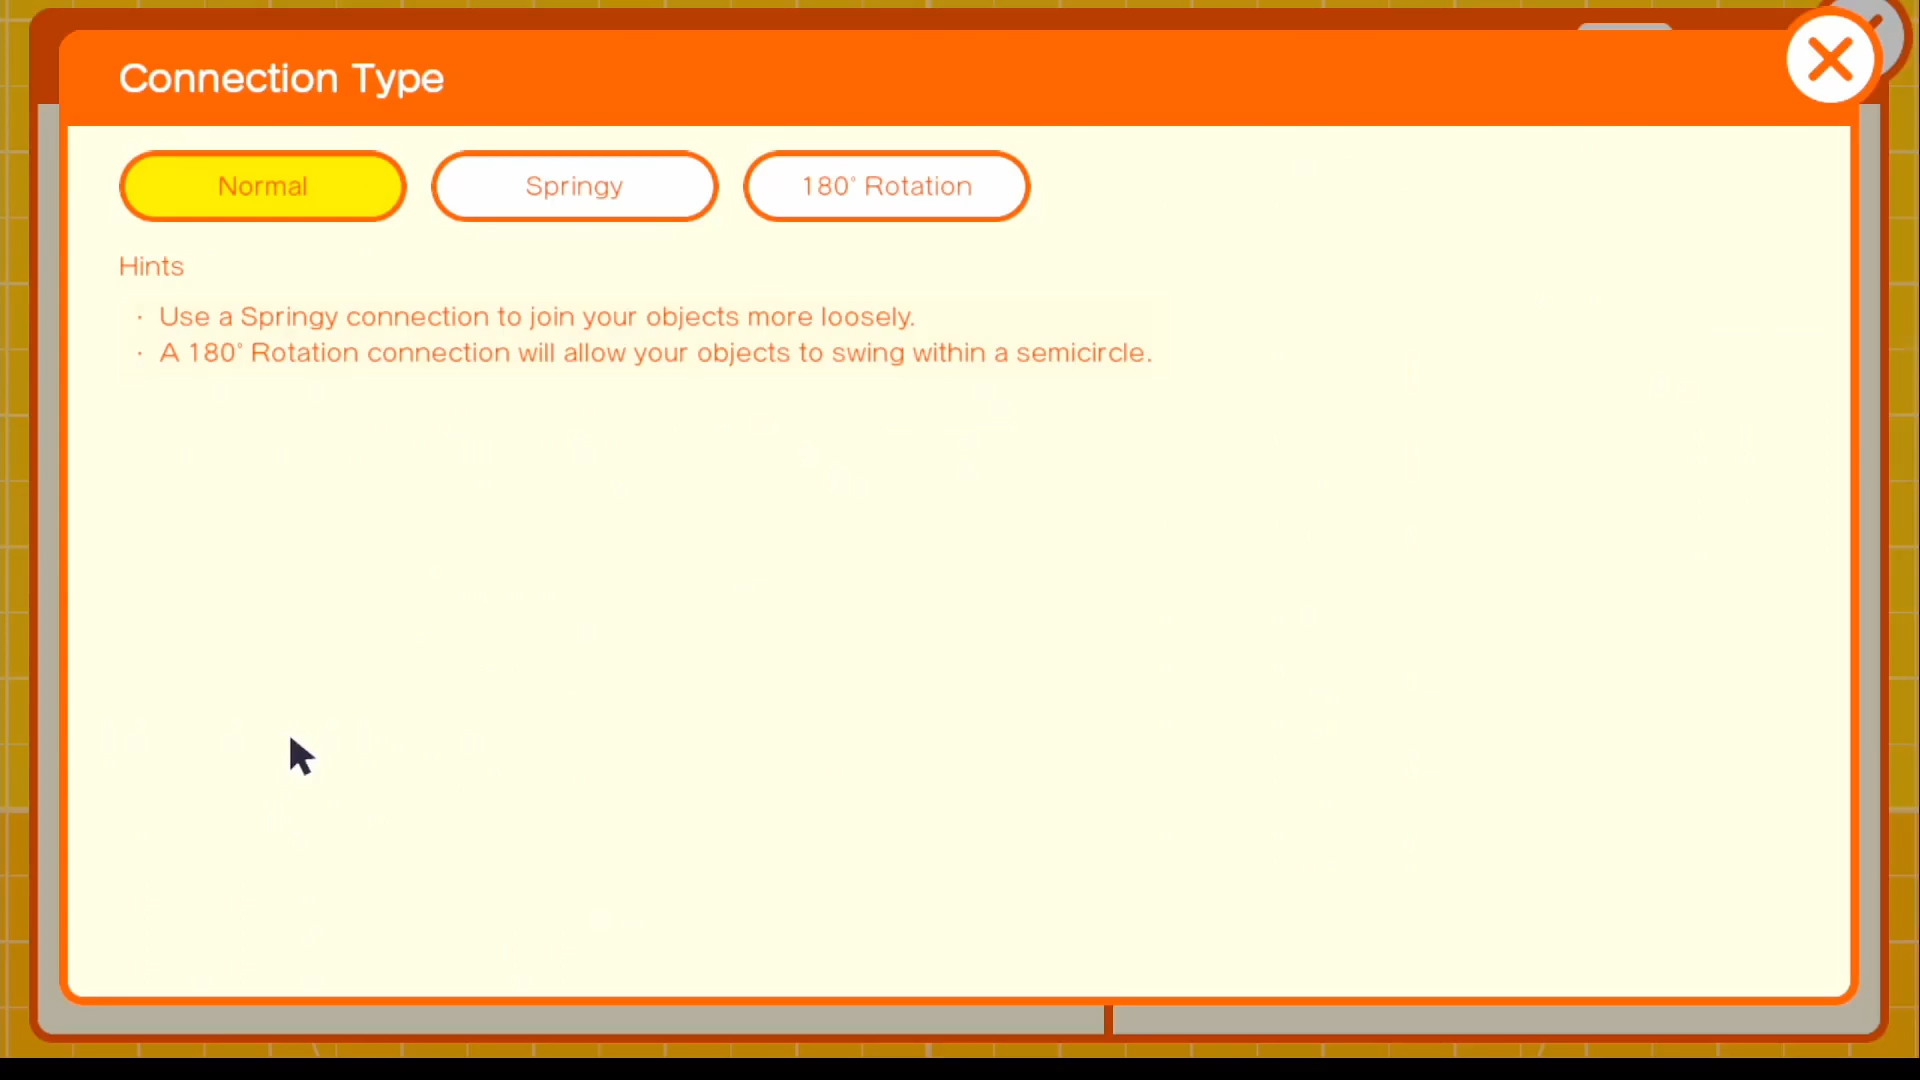 Connection Type
Normal Springy 180° Rotation
Hints
· Use a Springy connection to join your objects more loosely.
· A 180° Rotation connection will allow your objects to swing within a semicircle.